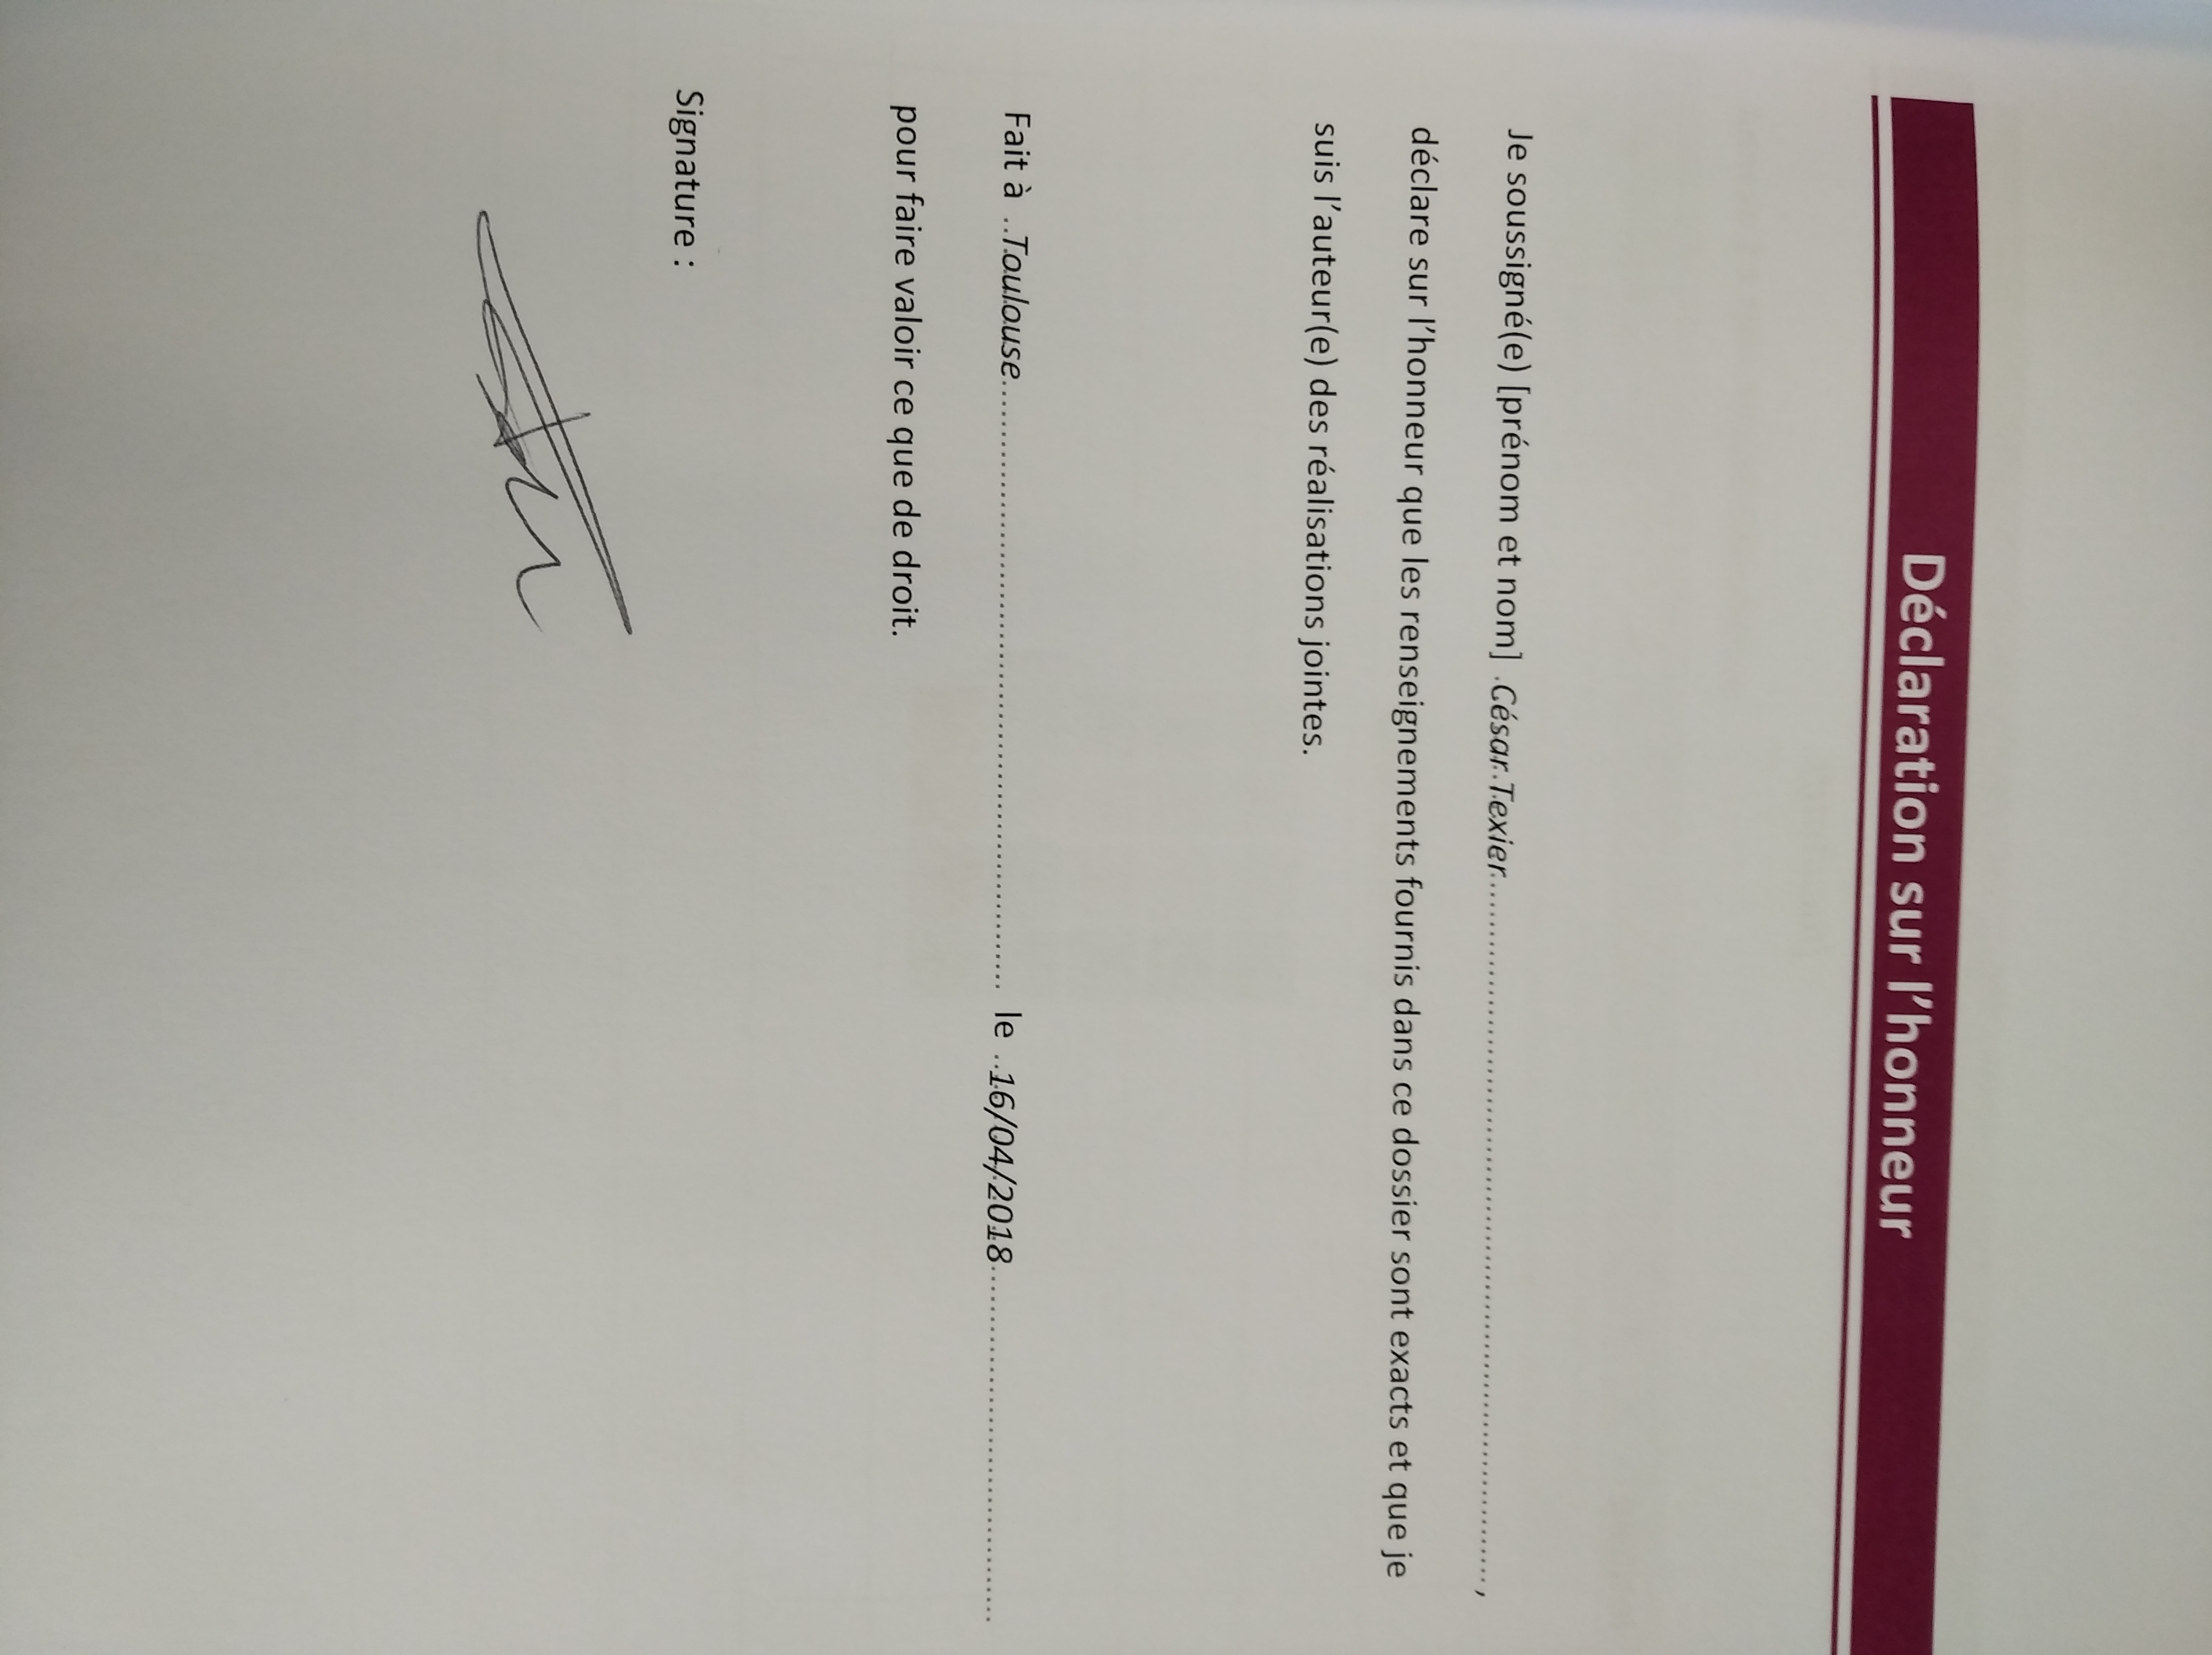 Déclaration sur l'honneur
Je soussigné(e) [prénom et nom] .César Texier...............................................................................,
déclare sur l'honneur que les renseignements fournis dans ce dossier sont exacts et que je
suis l'auteur(e) des réalisations jointes.
Fait à ..Toulouse.................................................................. le ..16/04/2018.......................................
pour faire valoir ce que de droit.
Signature :